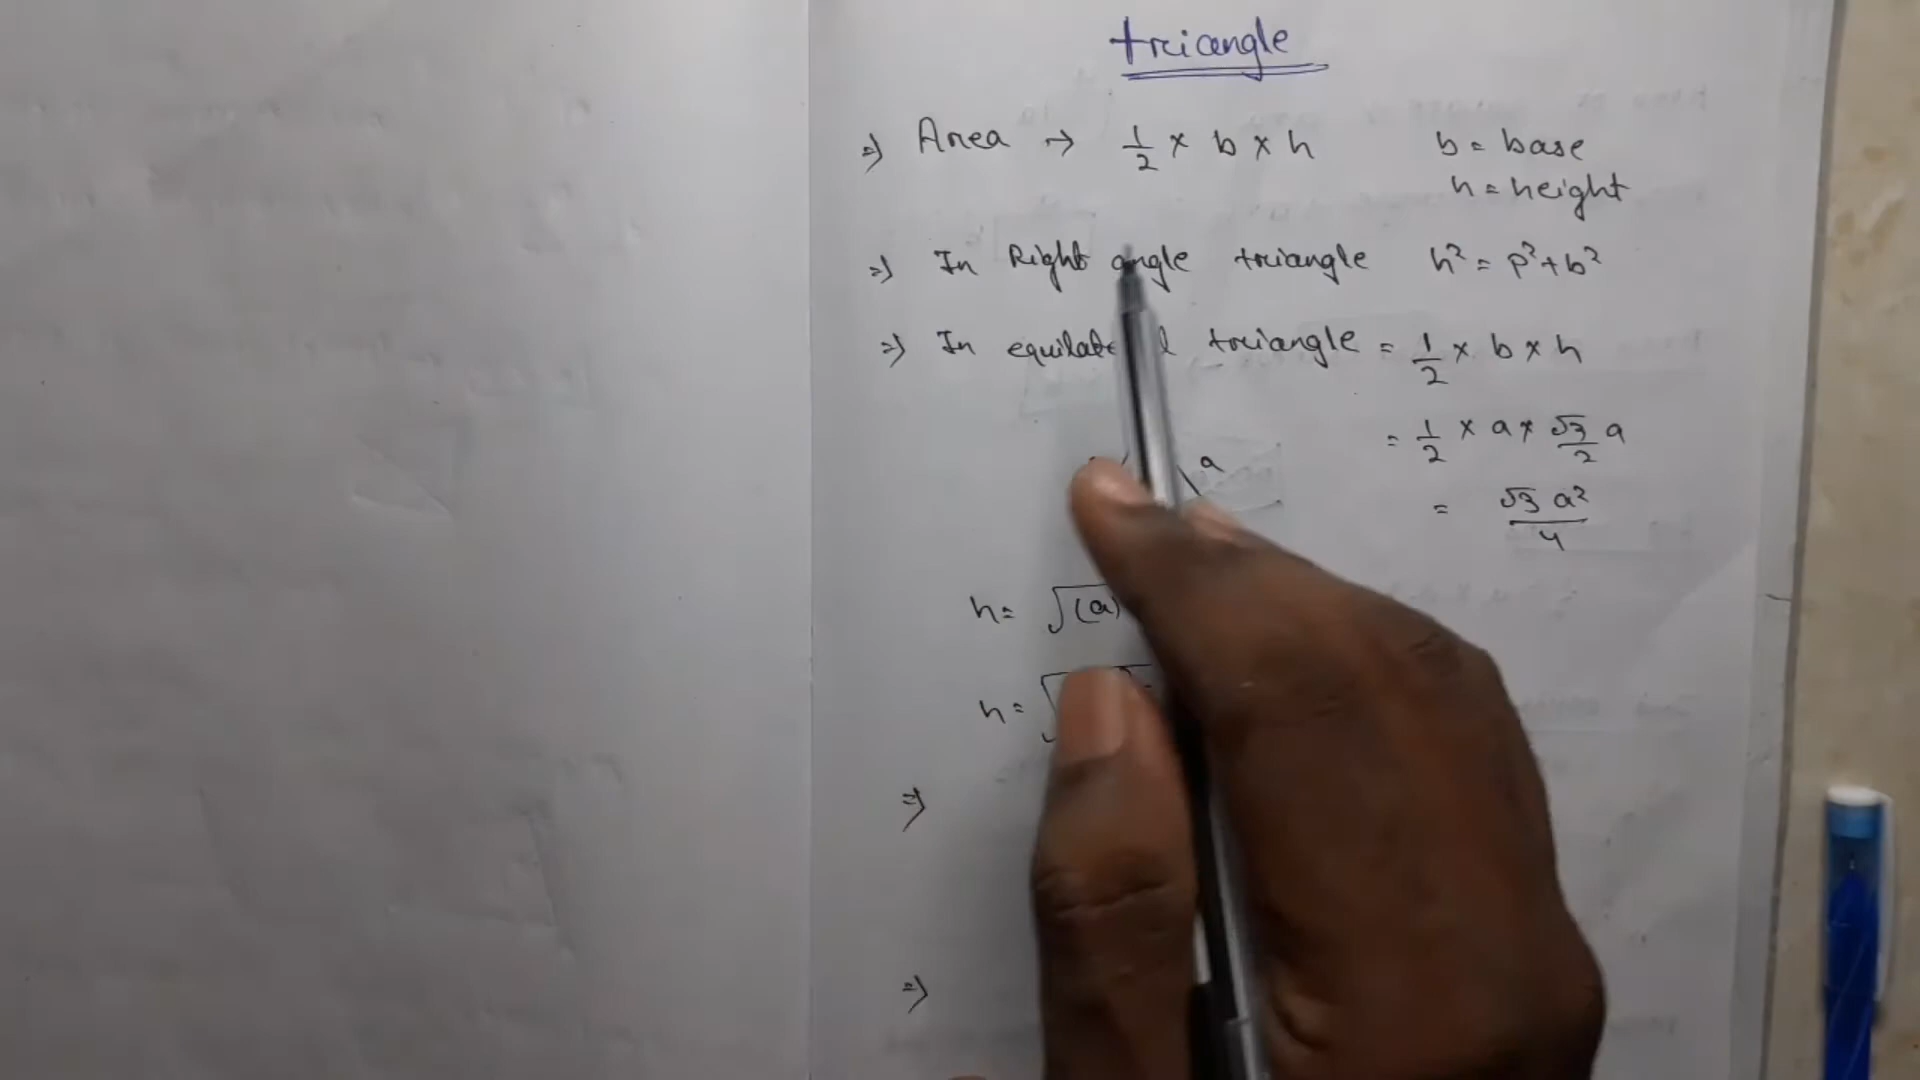 triangle
=) Area → 1/2 × b × h b = base
h = height
=) In Right angle triangle h² = p² + b²
=) In triangle = 1/2 × b × h
= 1/2 × a × √3/2 a
a
= √3 a²/4
h = √(a)
h =
=)
=)